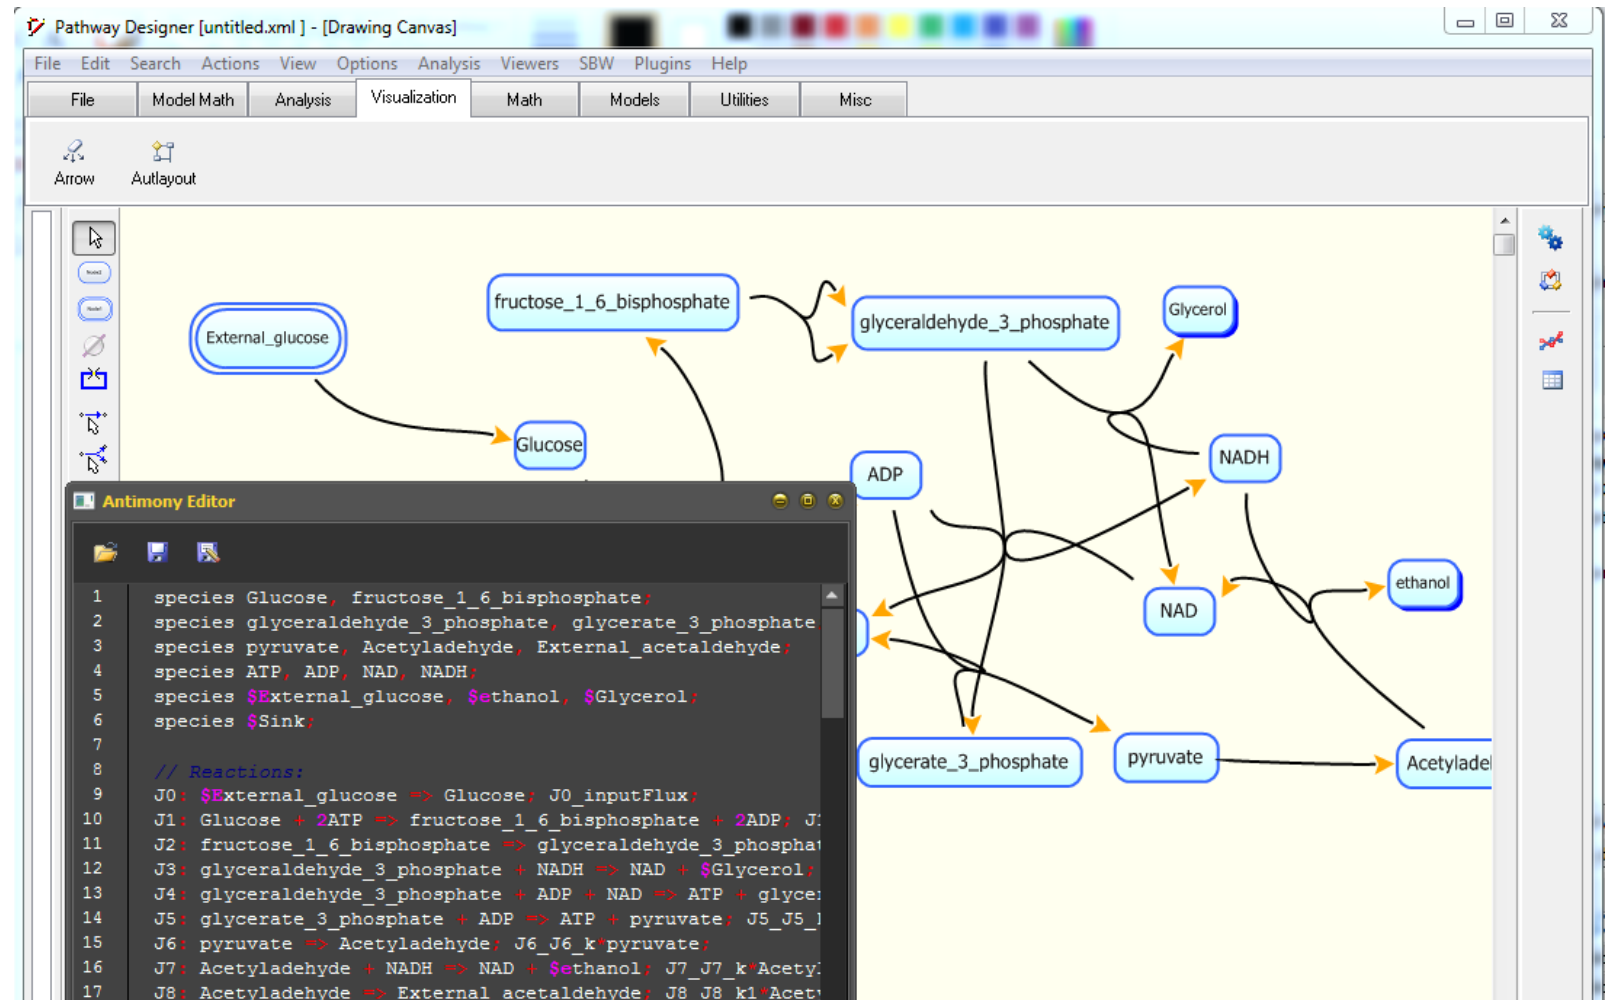 Pathway Designer [untitled.xml ] - [Drawing Canvas]
File Edit Search Actions View Options Analysis Viewers SBW Plugins Help
File Model Math Analysis Visualization Math Models Utilities Misc
Arrow Autlayout
External_glucose
fructose_1_6_bisphosphate
glyceraldehyde_3_phosphate
Glycerol
Glucose
ADP
NADH
NAD
ethanol
glycerate_3_phosphate
pyruvate
Acetyladel
Antimony Editor
1 species Glucose, fructose_1_6_bisphosphate;
2 species glyceraldehyde_3_phosphate, glycerate_3_phosphate
3 species pyruvate, Acetyladehyde, External_acetaldehyde;
4 species ATP, ADP, NAD, NADH;
5 species $External_glucose, $ethanol, $Glycerol;
6 species $Sink;
7
8 // Reactions:
9 J0: $External_glucose => Glucose; J0_inputFlux;
10 J1: Glucose + 2ATP => fructose_1_6_bisphosphate + 2ADP; J1
11 J2: fructose_1_6_bisphosphate => glyceraldehyde_3_phosphat
12 J3: glyceraldehyde_3_phosphate + NADH => NAD + $Glycerol;
13 J4: glyceraldehyde_3_phosphate + ADP + NAD => ATP + glycer
14 J5: glycerate_3_phosphate + ADP => ATP + pyruvate; J5_J5_
15 J6: pyruvate => Acetyladehyde; J6_J6_k*pyruvate;
16 J7: Acetyladehyde + NADH => NAD + $ethanol; J7_J7_k*Acetyl
17 J8: Acetyladehyde => External_acetaldehyde; J8_J8_k1*Acet